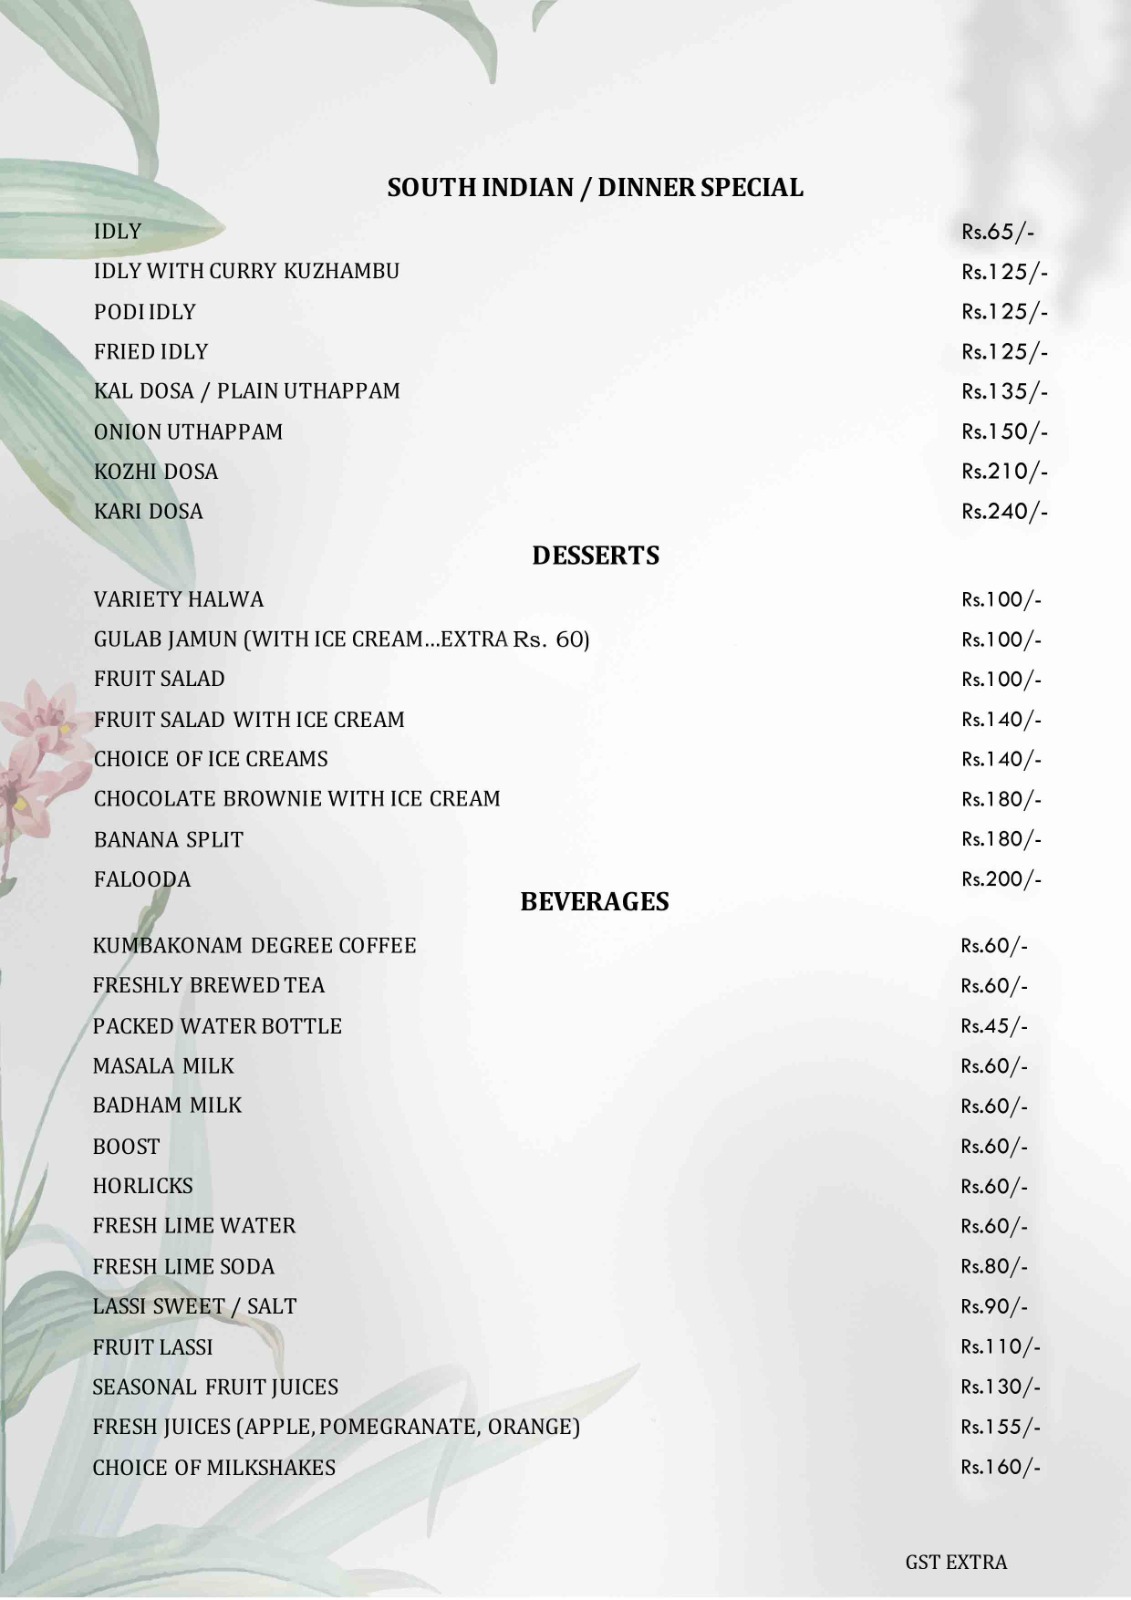 SOUTH INDIAN / DINNER SPECIAL
IDLY Rs.65/-
IDLY WITH CURRY KUZHAMBU Rs.125/-
PODI IDLY Rs.125/-
FRIED IDLY Rs.125/-
KAL DOSA / PLAIN UTHAPPAM Rs.135/-
ONION UTHAPPAM Rs.150/-
KOZHI DOSA Rs.210/-
KARI DOSA Rs.240/-
DESSERTS
VARIETY HALWA Rs.100/-
GULAB JAMUN (WITH ICE CREAM...EXTRA Rs. 60) Rs.100/-
FRUIT SALAD Rs.100/-
FRUIT SALAD WITH ICE CREAM Rs.140/-
CHOICE OF ICE CREAMS Rs.140/-
CHOCOLATE BROWNIE WITH ICE CREAM Rs.180/-
BANANA SPLIT Rs.180/-
FALOODA Rs.200/-
BEVERAGES
KUMBAKONAM DEGREE COFFEE Rs.60/-
FRESHLY BREWED TEA Rs.60/-
PACKED WATER BOTTLE Rs.45/-
MASALA MILK Rs.60/-
BADHAM MILK Rs.60/-
BOOST Rs.60/-
HORLICKS Rs.60/-
FRESH LIME WATER Rs.60/-
FRESH LIME SODA Rs.80/-
LASSI SWEET / SALT Rs.90/-
FRUIT LASSI Rs.110/-
SEASONAL FRUIT JUICES Rs.130/-
FRESH JUICES (APPLE, POMEGRANATE, ORANGE) Rs.155/-
CHOICE OF MILKSHAKES Rs.160/-
GST EXTRA